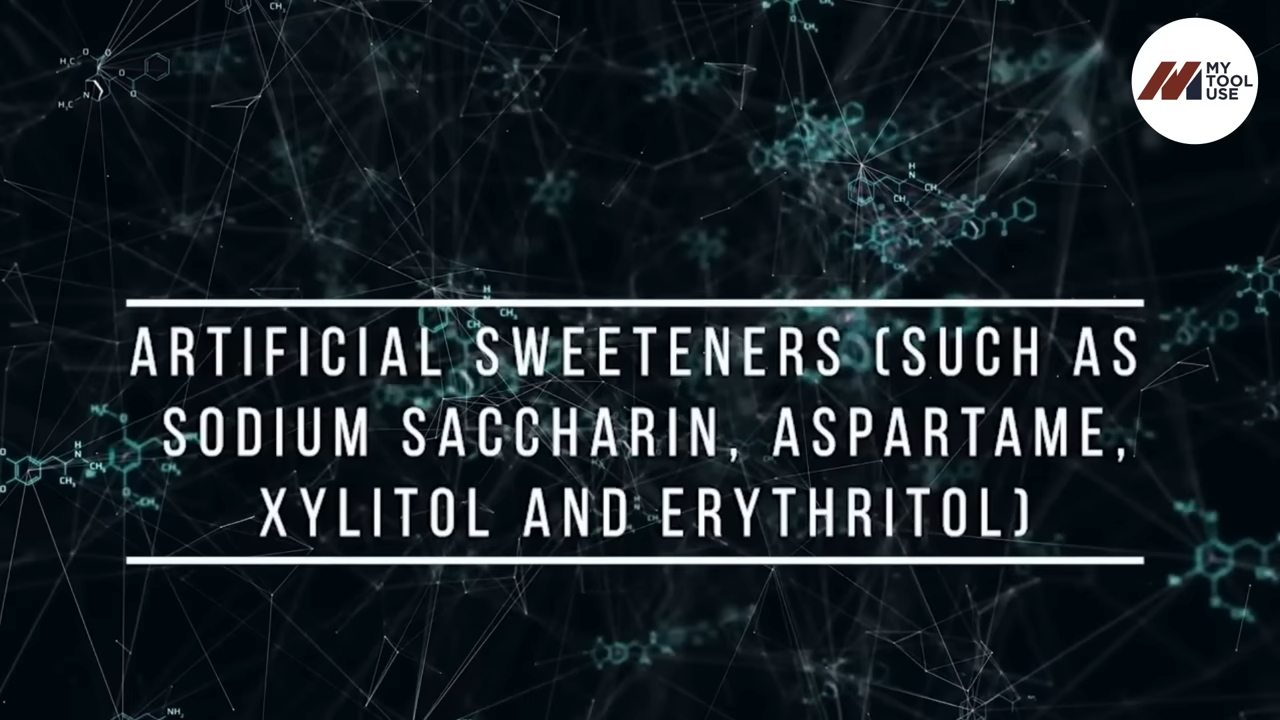 MY
TOOL
USE
ARTIFICIAL SWEETENERS (SUCH AS
SODIUM SACCHARIN, ASPARTAME,
XYLITOL AND ERYTHRITOL)